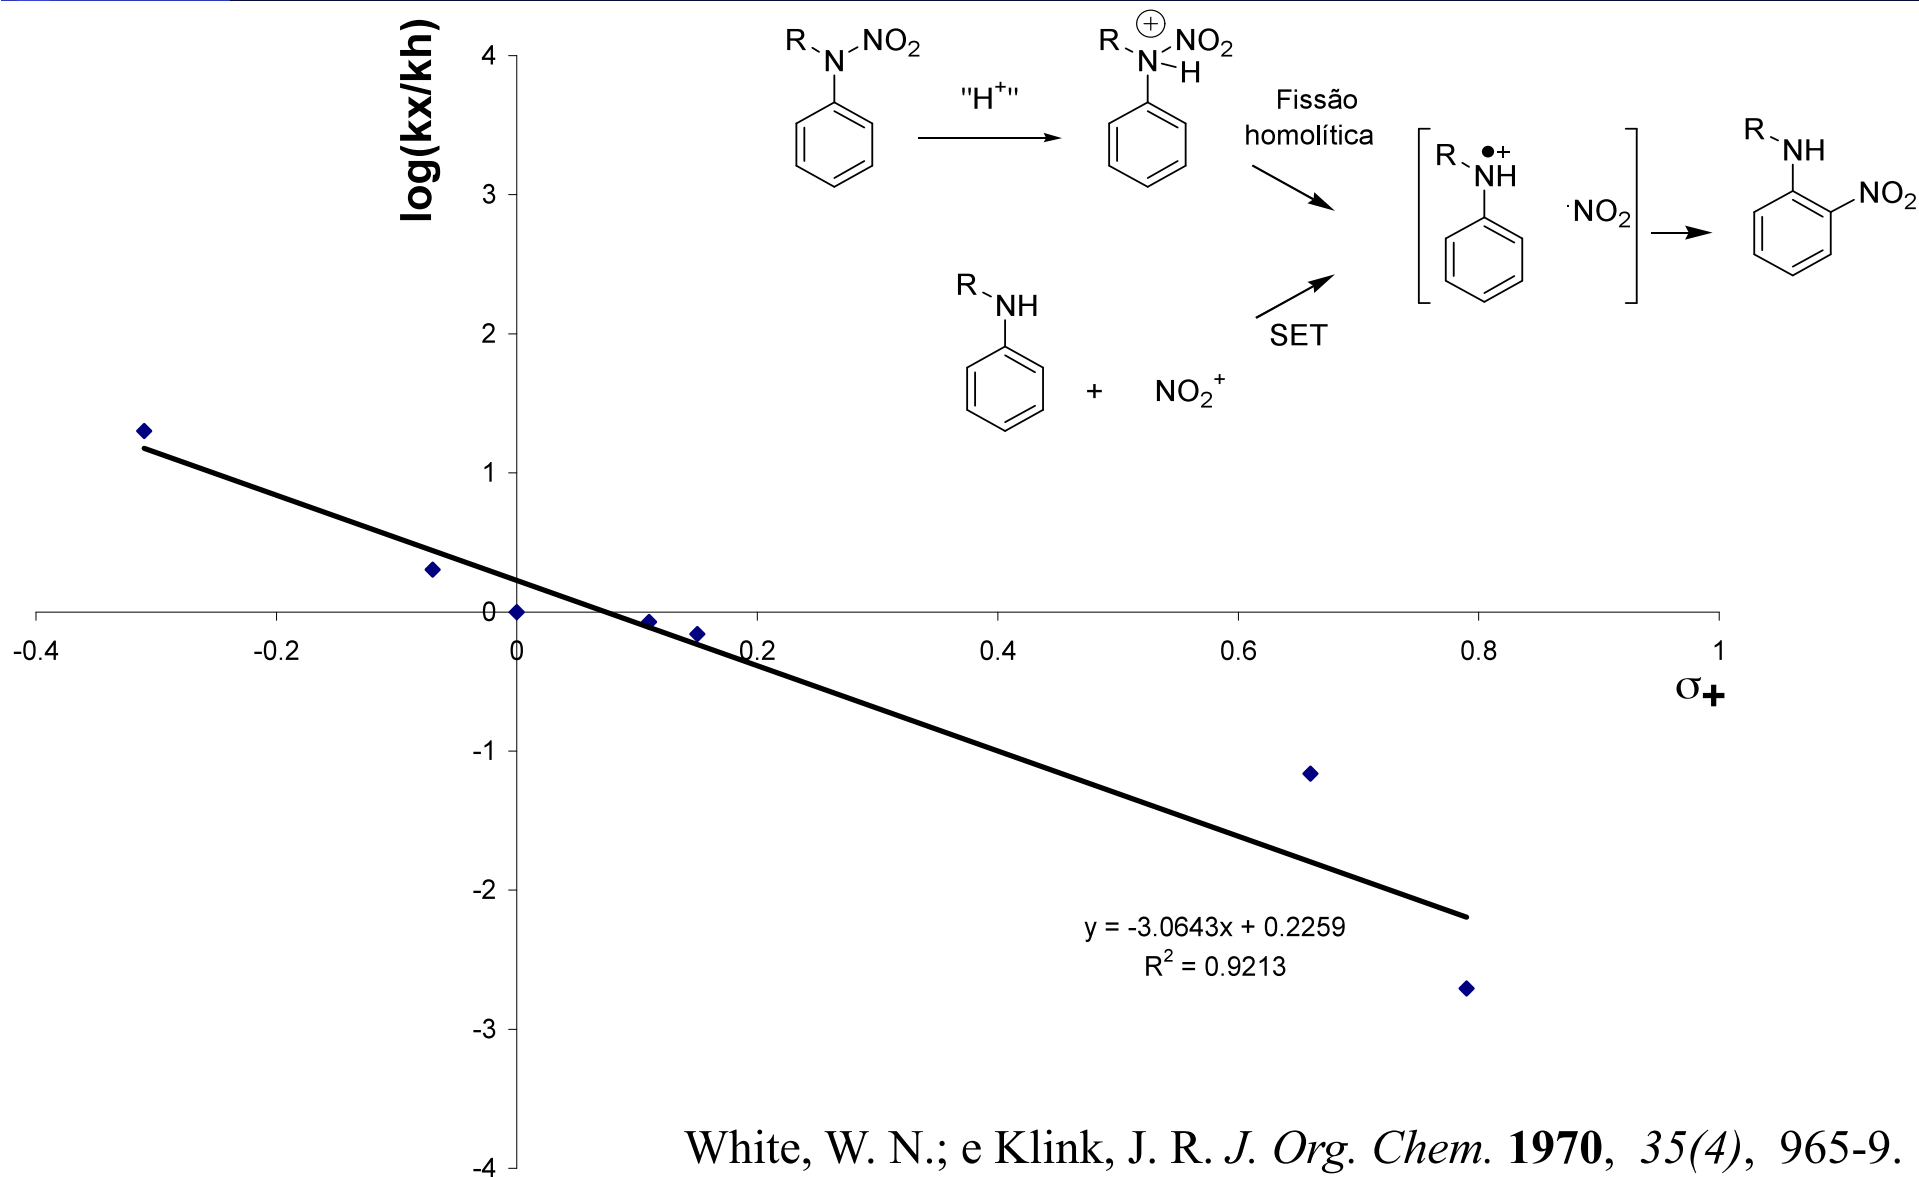 log(kx/kh)
4
3
2
1
0
-1
-2
-3
-4
-0.4
-0.2
0
0.2
0.4
0.6
0.8
1
σ+
R
N
NO2
"H+"
R
N
+
NO2
H
Fissão
homolítica
R
NH
•+
·NO2
R
NH
NO2
R
NH
+
NO2+
SET
y = -3.0643x + 0.2259
R2 = 0.9213
White, W. N.; e Klink, J. R. J. Org. Chem. 1970, 35(4), 965-9.